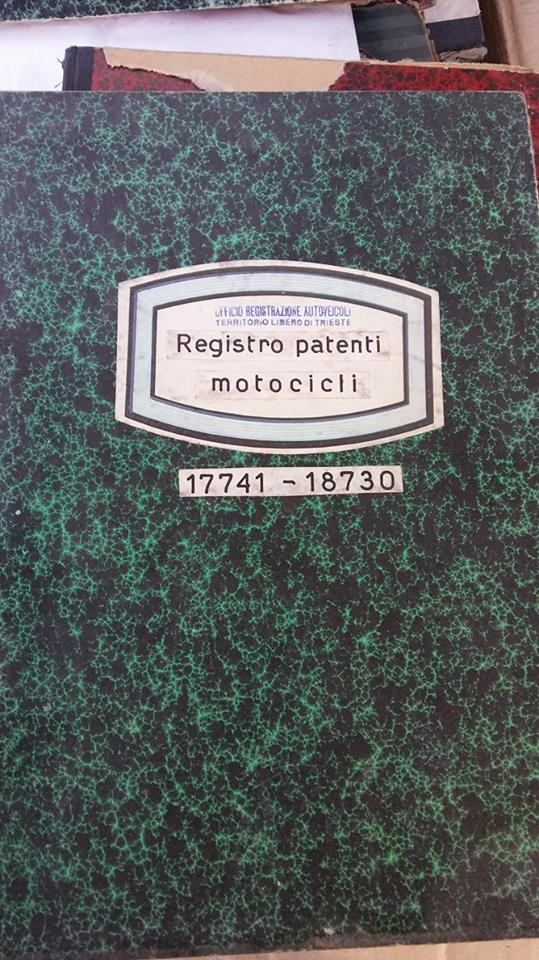 UFFICIO REGISTRAZIONE AUTOVEICOLI
TERRITORIO LIBERO DI TRIESTE
Registro patenti
motocicli
17741 - 18730